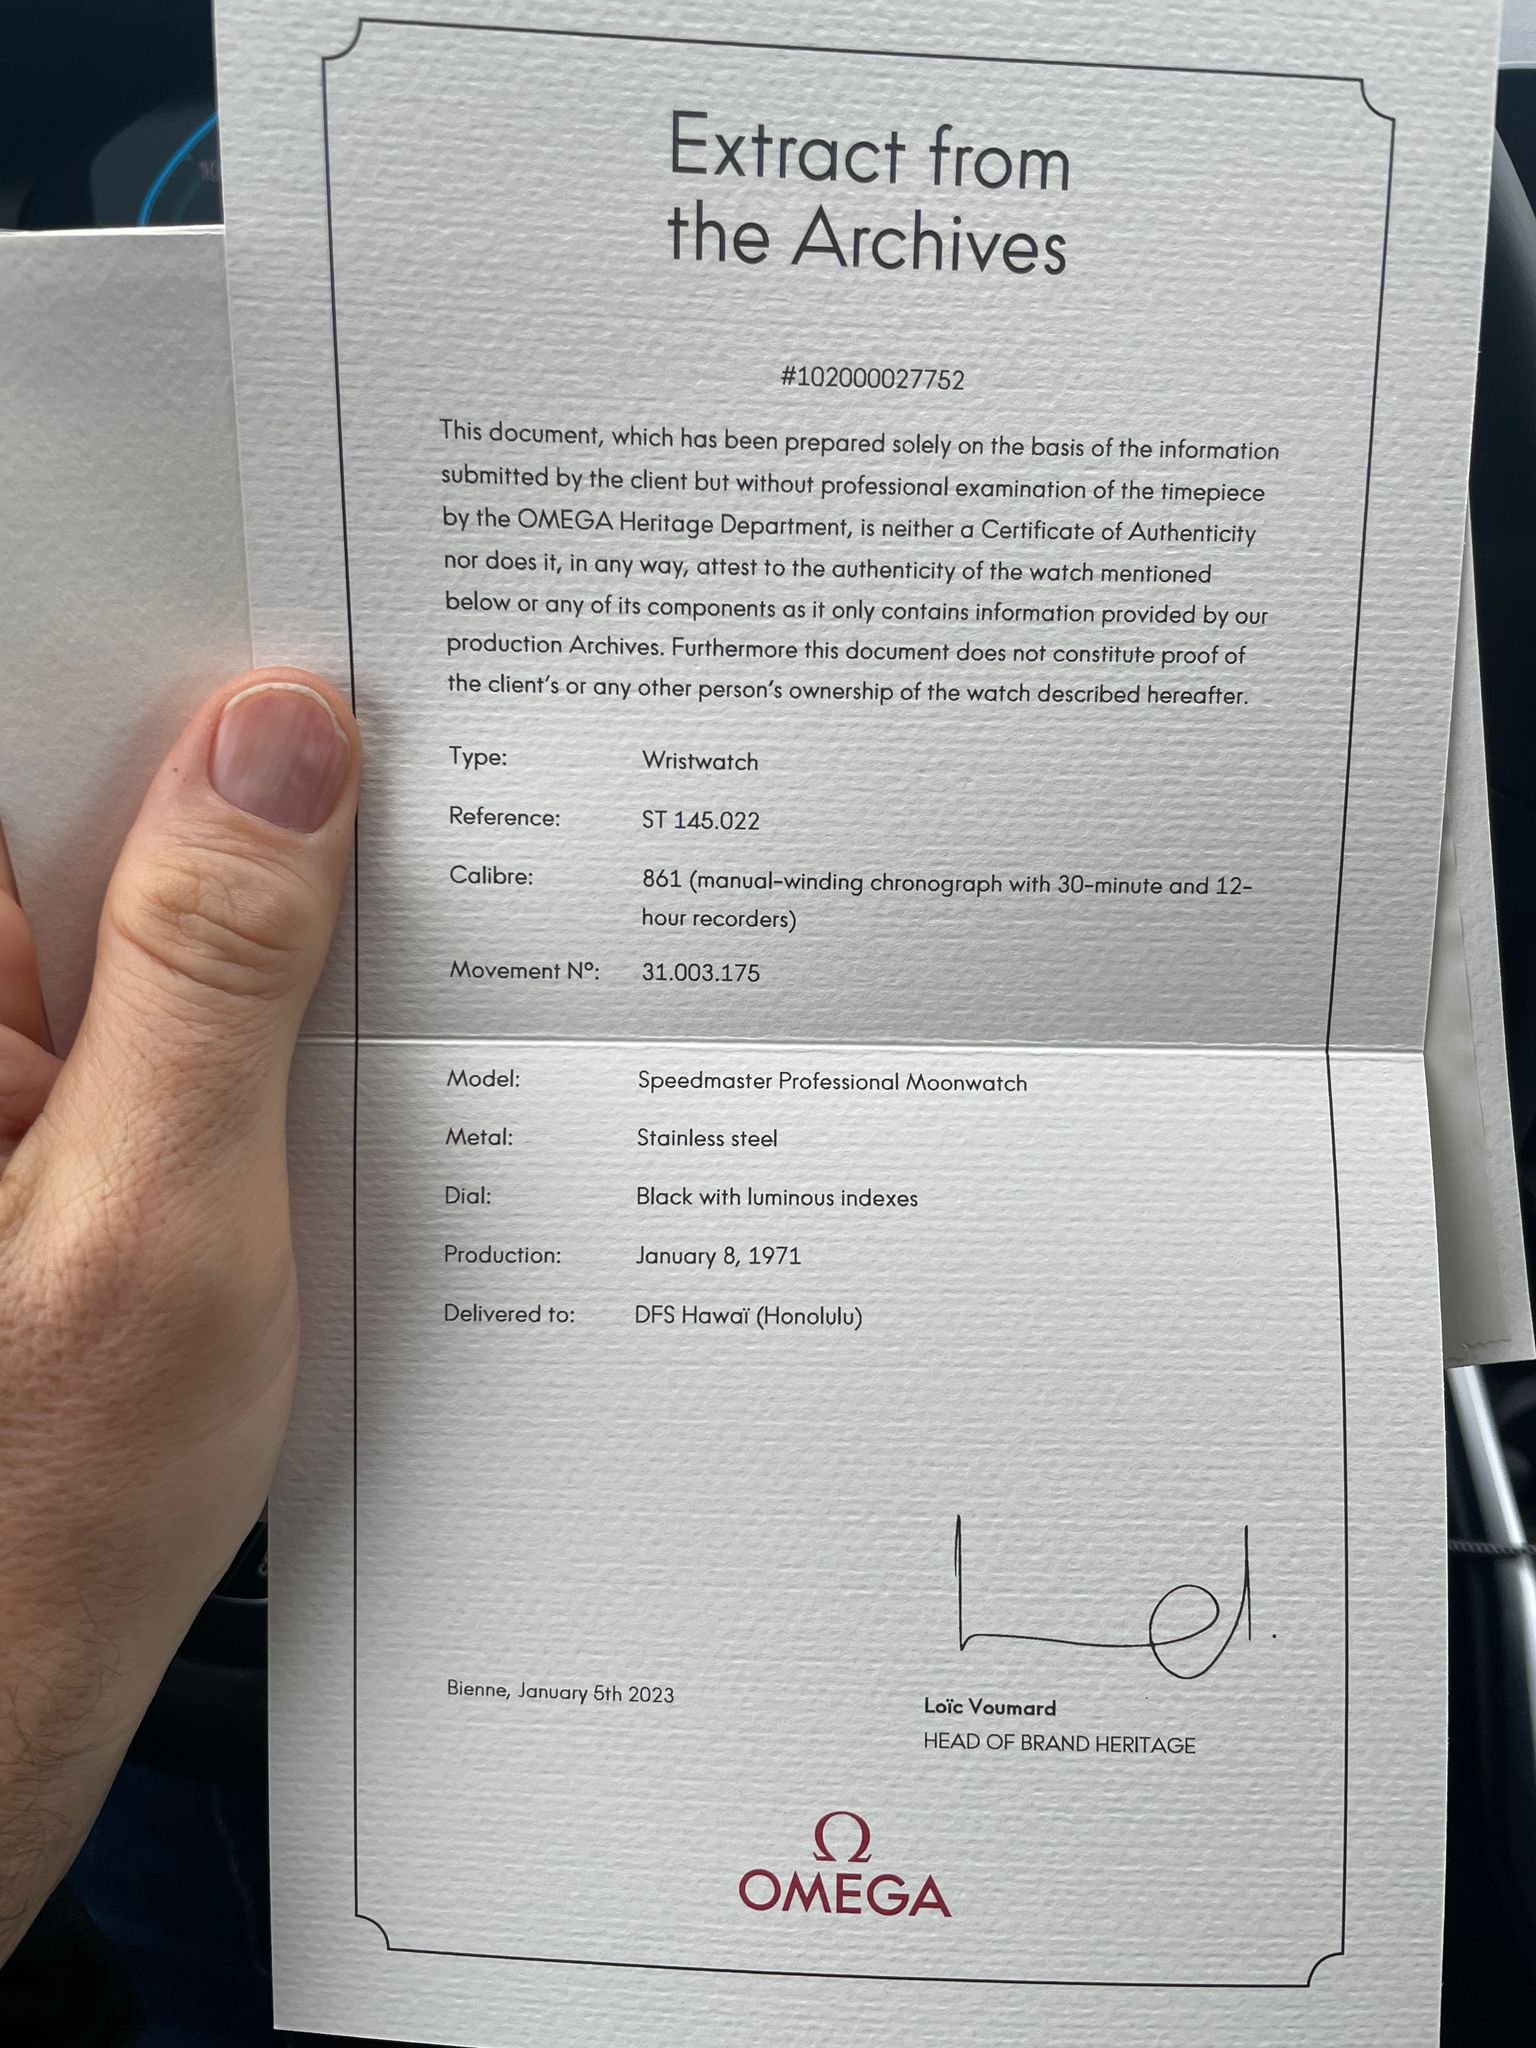 Extract from
the Archives
#102000027752
This document, which has been prepared solely on the basis of the information
submitted by the client but without professional examination of the timepiece
by the OMEGA Heritage Department, is neither a Certificate of Authenticity
nor does it, in any way, attest to the authenticity of the watch mentioned
below or any of its components as it only contains information provided by our
production Archives. Furthermore this document does not constitute proof of
the client's or any other person's ownership of the watch described hereafter.
Type: Wristwatch
Reference: ST 145.022
Calibre: 861 (manual-winding chronograph with 30-minute and 12-
hour recorders)
Movement Nº: 31.003.175
Model: Speedmaster Professional Moonwatch
Metal: Stainless steel
Dial: Black with luminous indexes
Production: January 8, 1971
Delivered to: DFS Hawaï (Honolulu)
Bienne, January 5th 2023
Loïc Voumard
HEAD OF BRAND HERITAGE
Ω
OMEGA